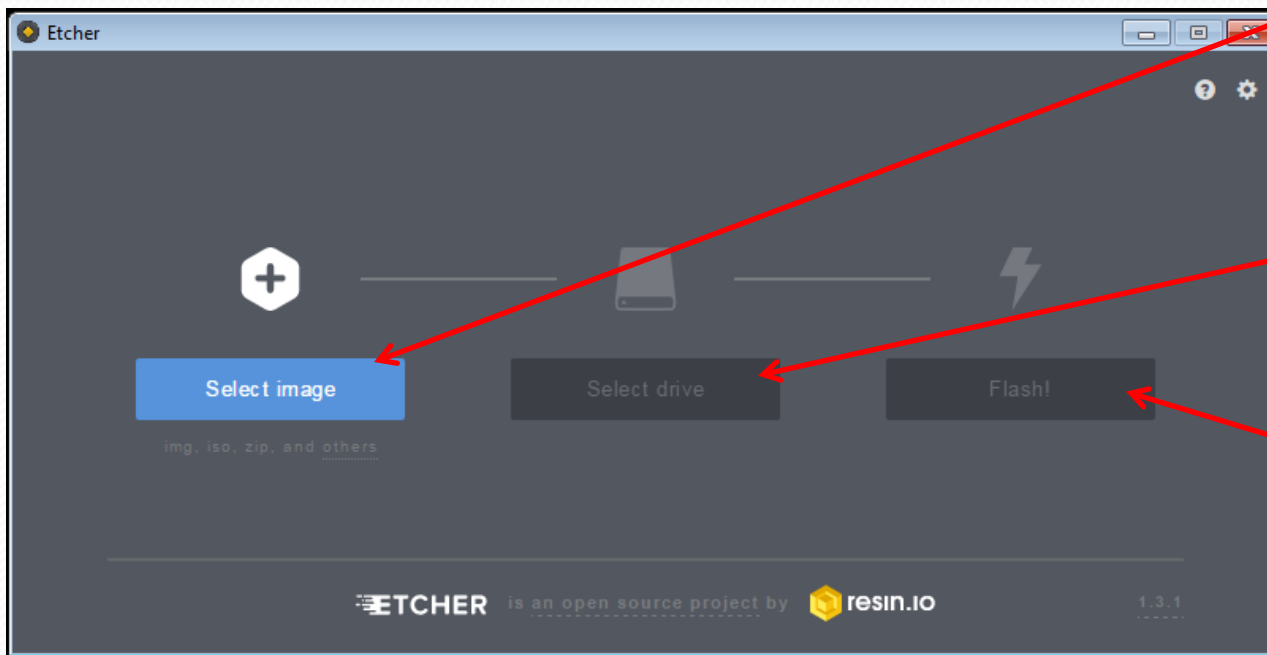 Etcher
Select image
Select drive
Flash!
img, iso, zip, and others
ETCHER is an open source project by resin.io
1.3.1